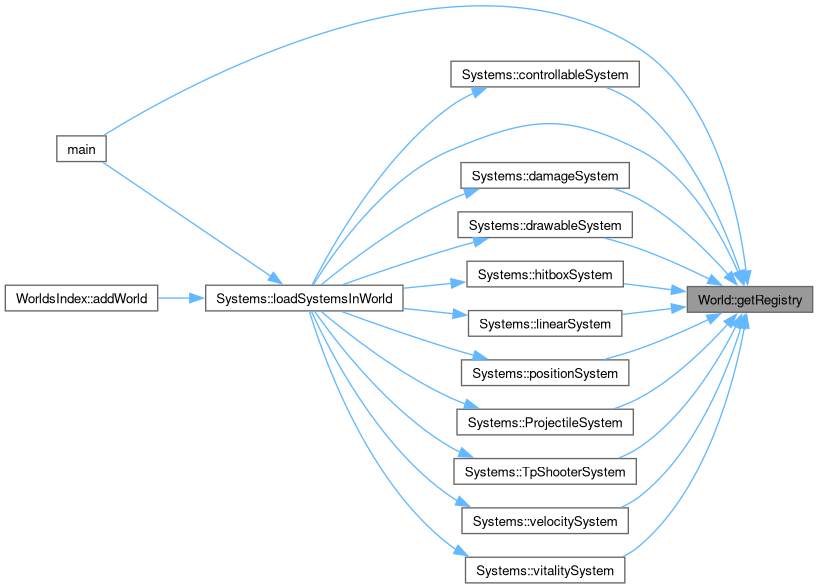 Systems::controllableSystem
main
Systems::damageSystem
Systems::drawableSystem
Systems::hitboxSystem
WorldsIndex::addWorld
Systems::loadSystemsInWorld
World::getRegistry
Systems::linearSystem
Systems::positionSystem
Systems::ProjectileSystem
Systems::TpShooterSystem
Systems::velocitySystem
Systems::vitalitySystem